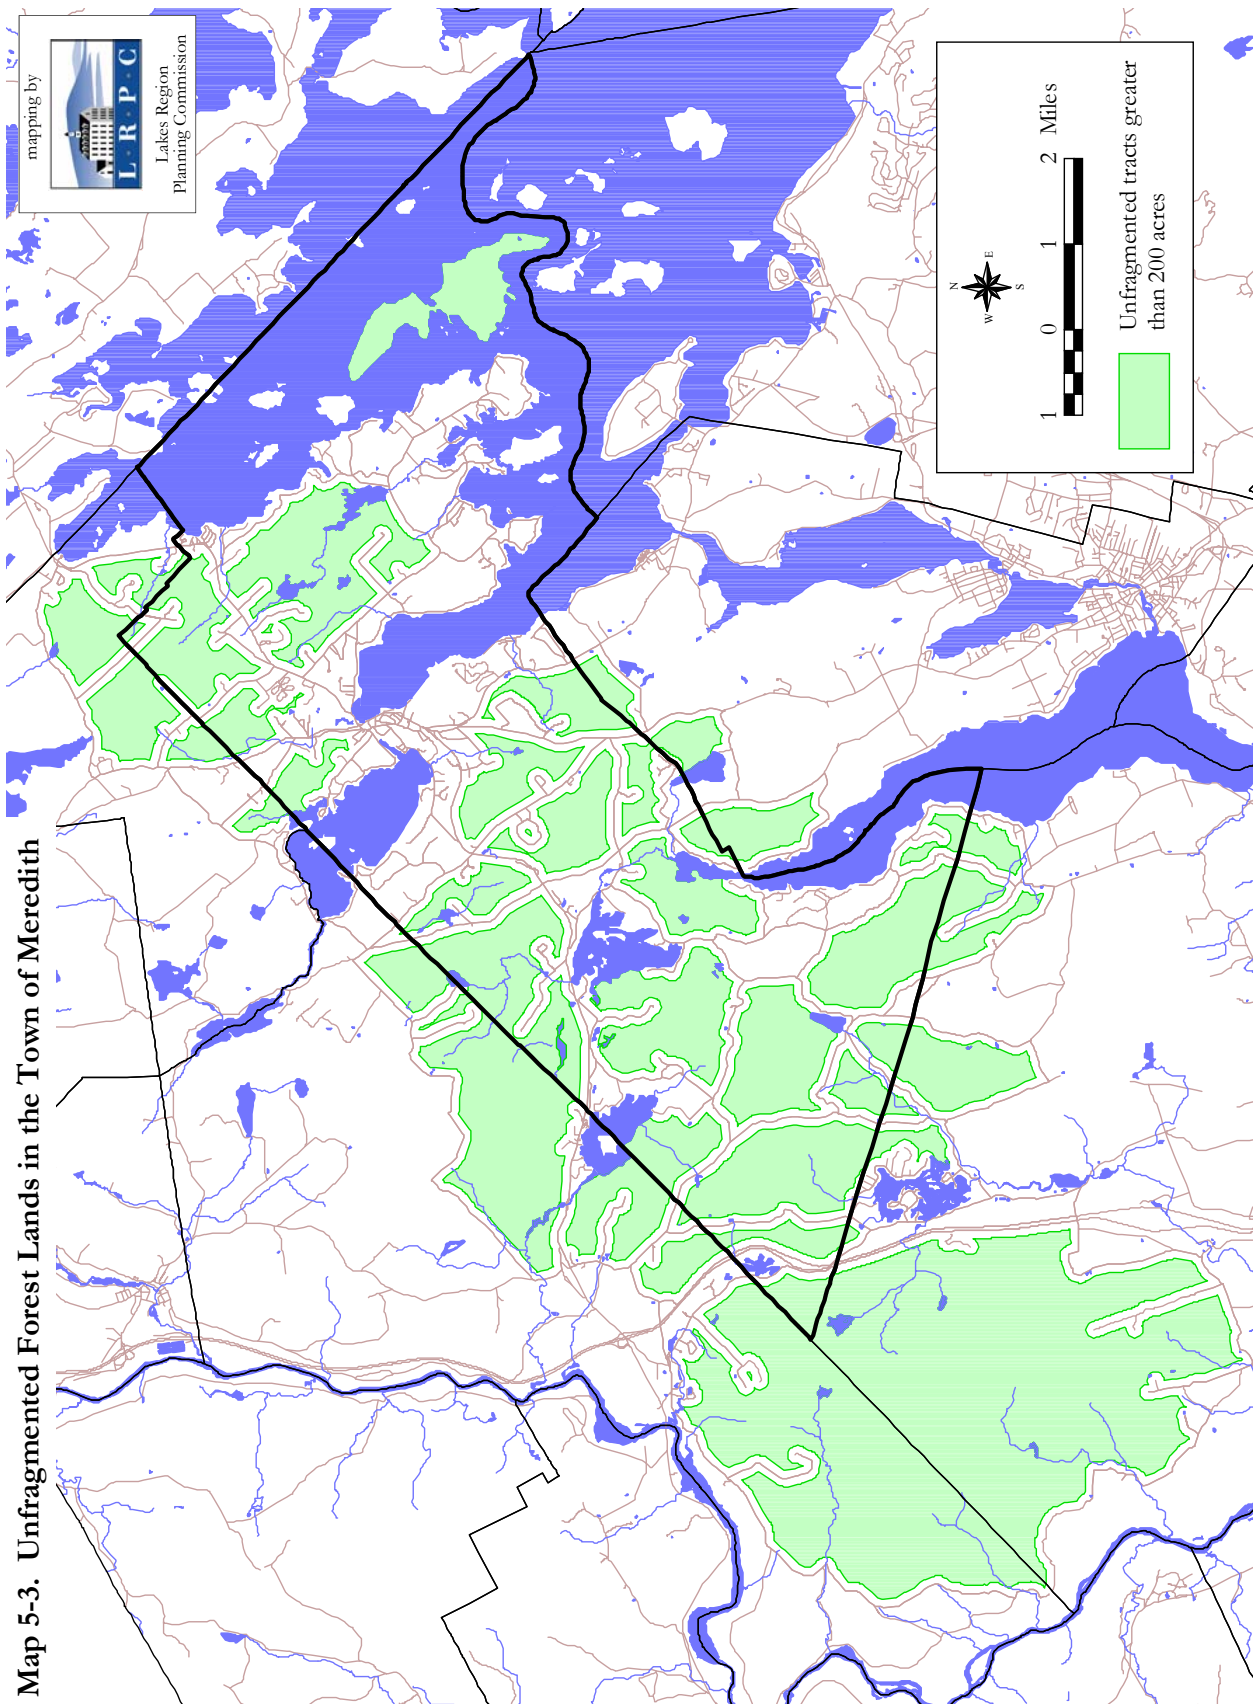 Map 5-3. Unfragmented Forest Lands in the Town of Meredith
mapping by
L · R · P · C
Lakes Region
Planning Commission
N
W
E
S
1 0 1 2 Miles
Unfragmented tracts greater
than 200 acres